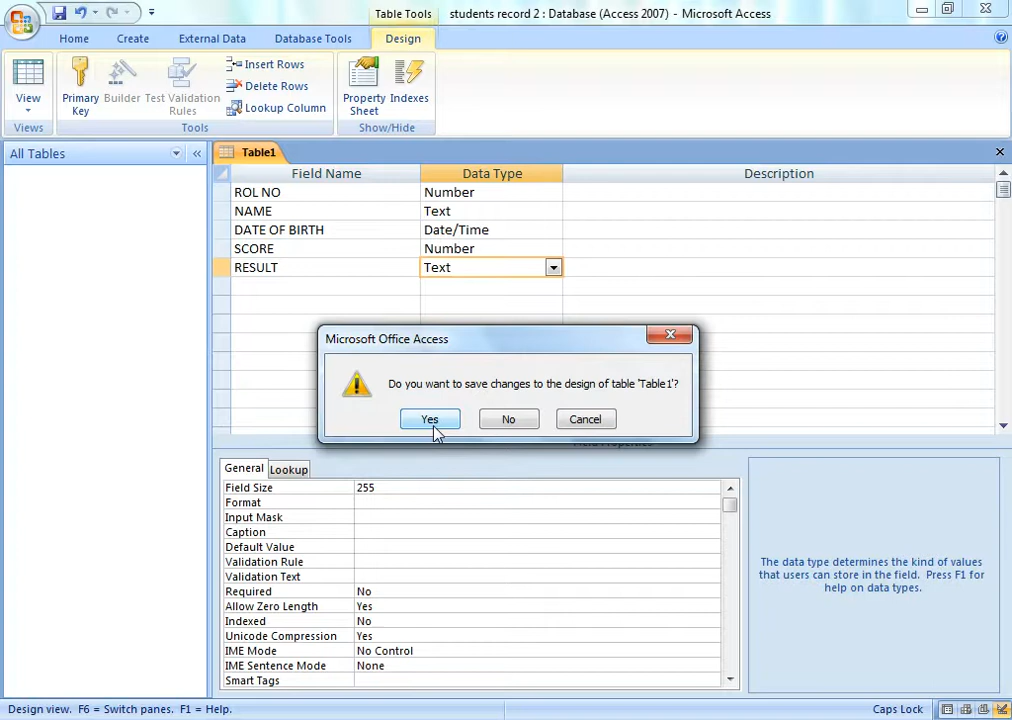 Table Tools
students record 2 : Database (Access 2007) - Microsoft Access
Home
Create
External Data
Database Tools
Design
View
Primary Key
Builder
Test Validation Rules
Insert Rows
Delete Rows
Lookup Column
Property Sheet
Indexes
Views
Tools
Show/Hide
All Tables
Table1
Field Name
Data Type
Description
ROL NO
Number
NAME
Text
DATE OF BIRTH
Date/Time
SCORE
Number
RESULT
Text
Microsoft Office Access
Do you want to save changes to the design of table 'Table1'?
Yes
No
Cancel
Field Properties
General
Lookup
Field Size
255
Format
Input Mask
Caption
Default Value
Validation Rule
Validation Text
Required
No
Allow Zero Length
Yes
Indexed
No
Unicode Compression
Yes
IME Mode
No Control
IME Sentence Mode
None
Smart Tags
The data type determines the kind of values
that users can store in the field. Press F1 for
help on data types.
Design view. F6 = Switch panes. F1 = Help.
Caps Lock